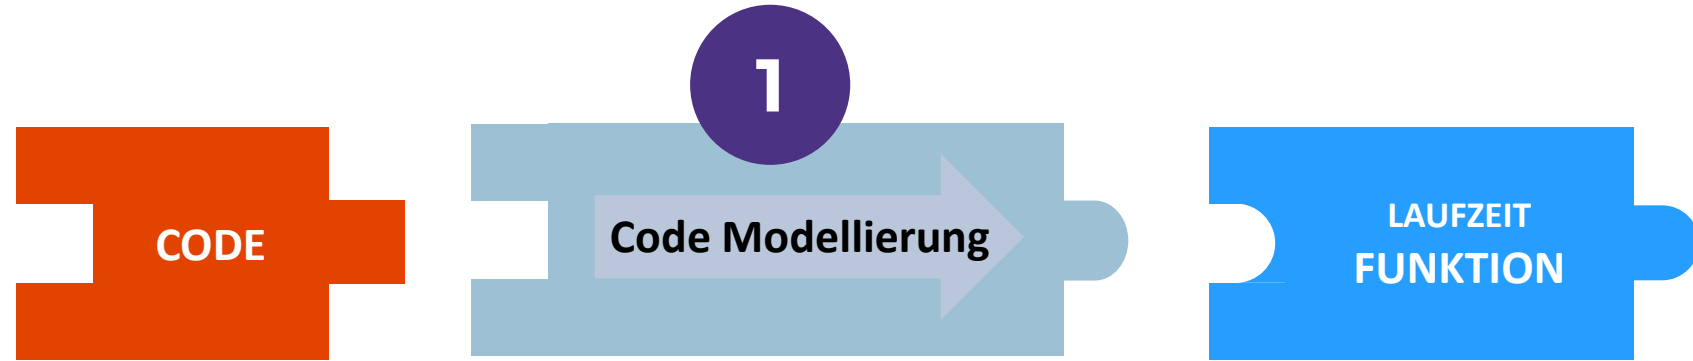 1
CODE
Code Modellierung
LAUFZEIT
FUNKTION